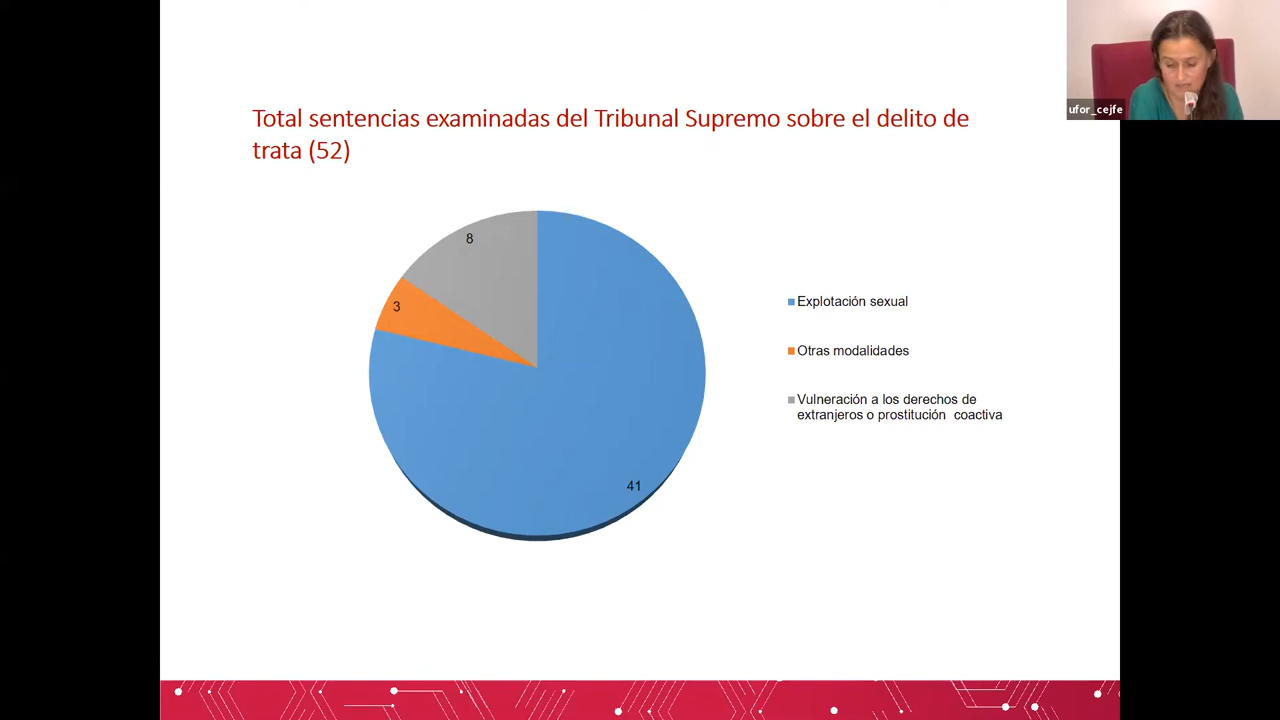 ufor_cejfe
Total sentencias examinadas del Tribunal Supremo sobre el delito de
trata (52)
8
3
41
Explotación sexual
Otras modalidades
Vulneración a los derechos de
extranjeros o prostitución coactiva